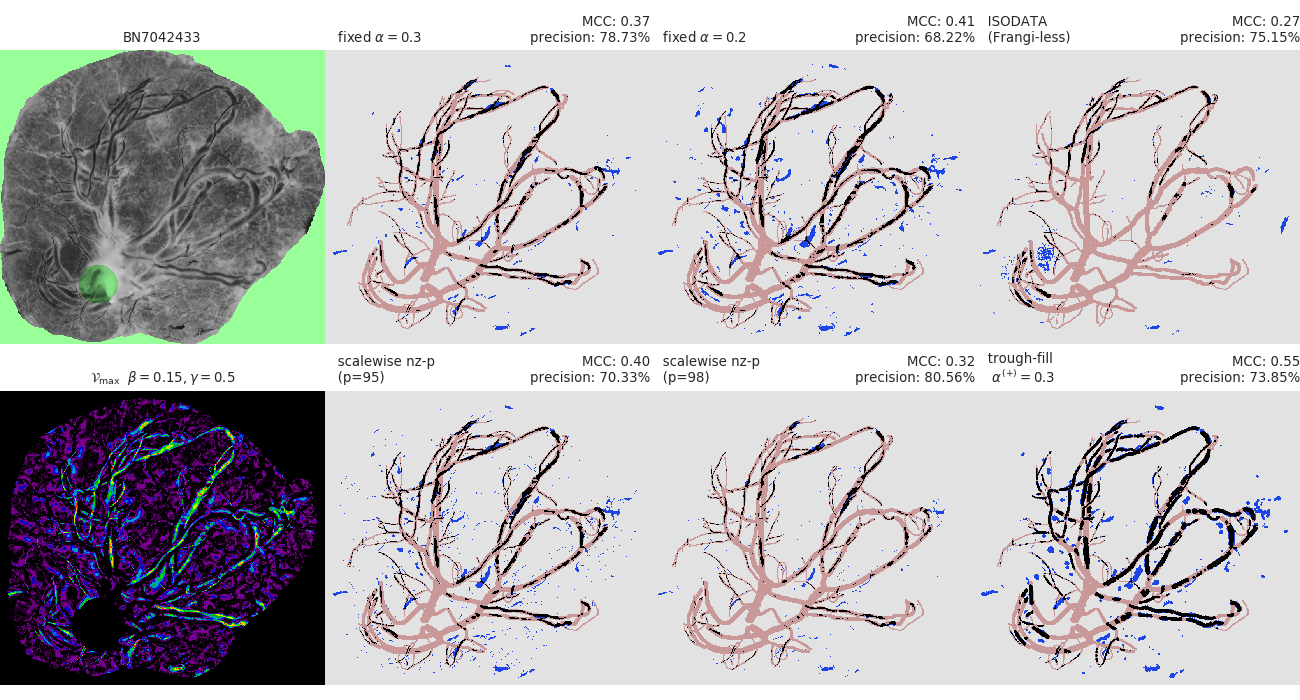 BN7042433
fixed α = 0.3
MCC: 0.37
precision: 78.73%
fixed α = 0.2
MCC: 0.41
precision: 68.22%
ISODATA
(Frangi-less)
MCC: 0.27
precision: 75.15%
𝒱max β = 0.15, γ = 0.5
scalewise nz-p
(p=95)
MCC: 0.40
precision: 70.33%
scalewise nz-p
(p=98)
MCC: 0.32
precision: 80.56%
trough-fill
α(+) = 0.3
MCC: 0.55
precision: 73.85%